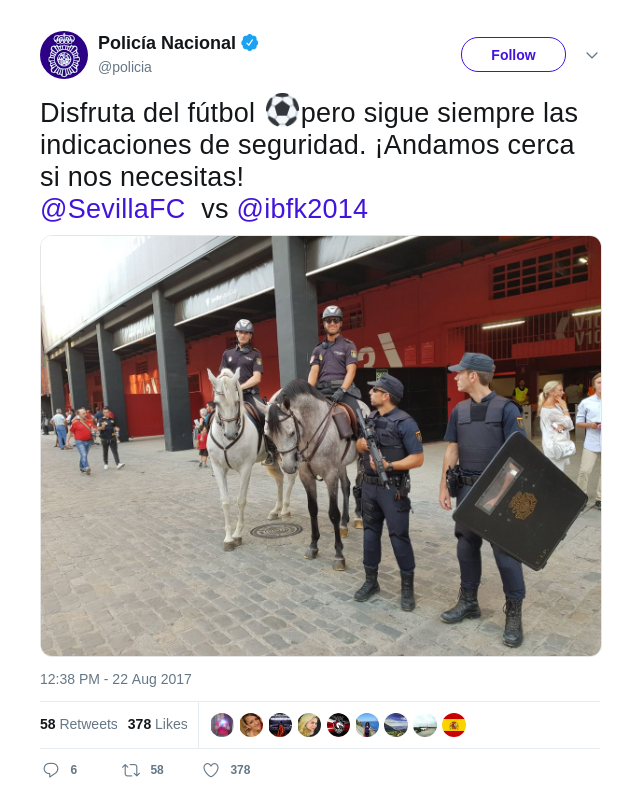 Policía Nacional
@policia
Follow
Disfruta del fútbol ⚽pero sigue siempre las
indicaciones de seguridad. ¡Andamos cerca
si nos necesitas!
@SevillaFC vs @ibfk2014
12:38 PM - 22 Aug 2017
58 Retweets 378 Likes
6 58 378